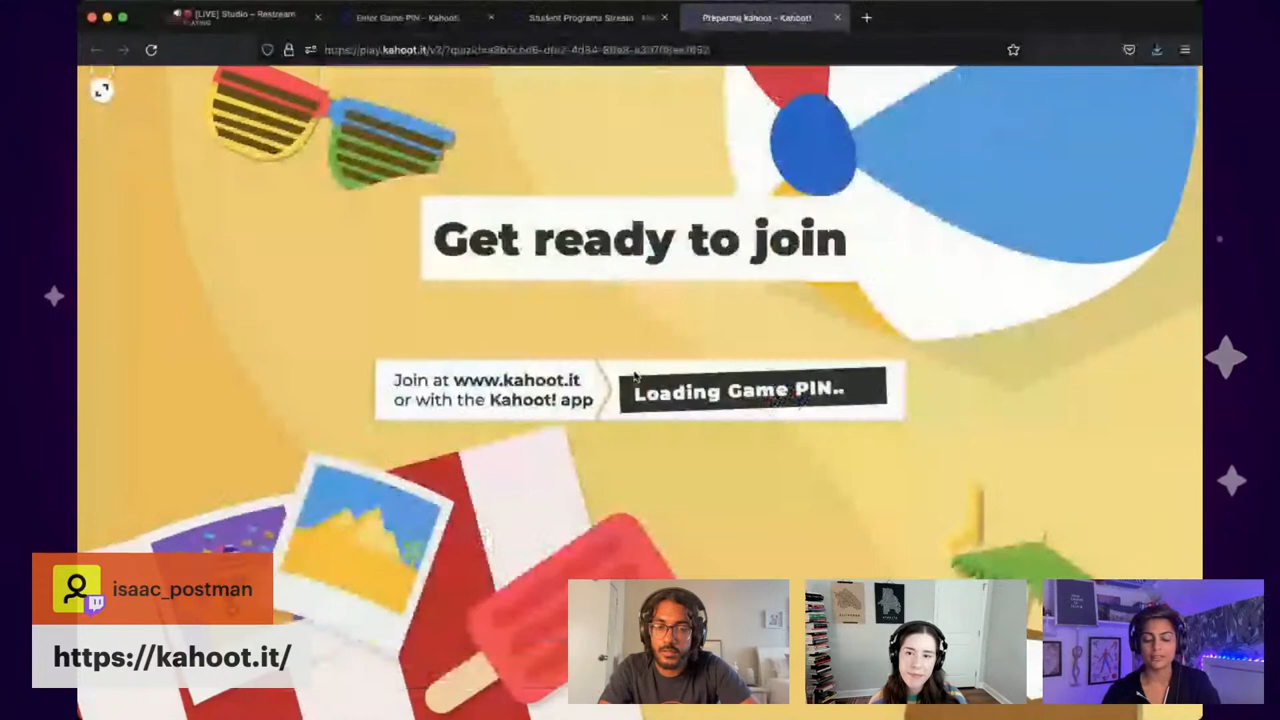 [LIVE] Studio – Restream
Enter Game PIN – Kahoot!
Student Programs Stream
Preparing kahoot – Kahoot!
Get ready to join
Join at www.kahoot.it
or with the Kahoot! app
Loading Game PIN..
isaac_postman
https://kahoot.it/